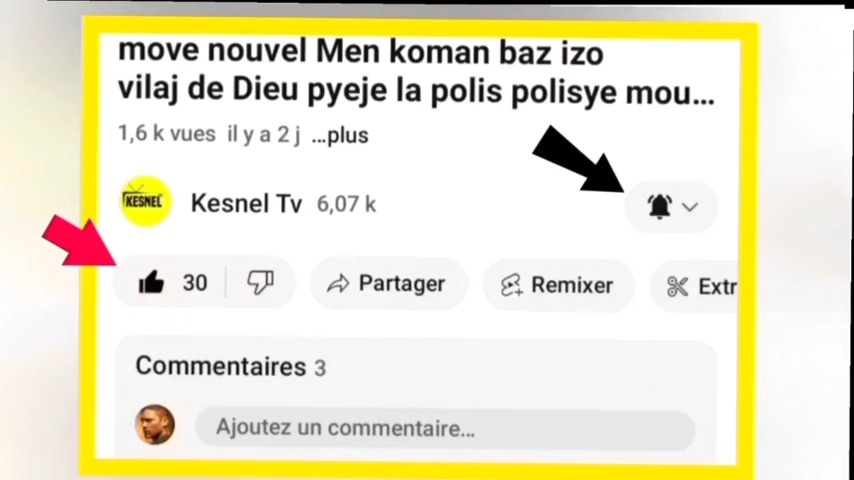 move nouvel Men koman baz izo
vilaj de Dieu pyeje la polis polisye mou...
1,6 k vues il y a 2 j ...plus
KESNEL
Kesnel Tv 6,07 k
30
Partager
Remixer
Extr
Commentaires 3
Ajoutez un commentaire...